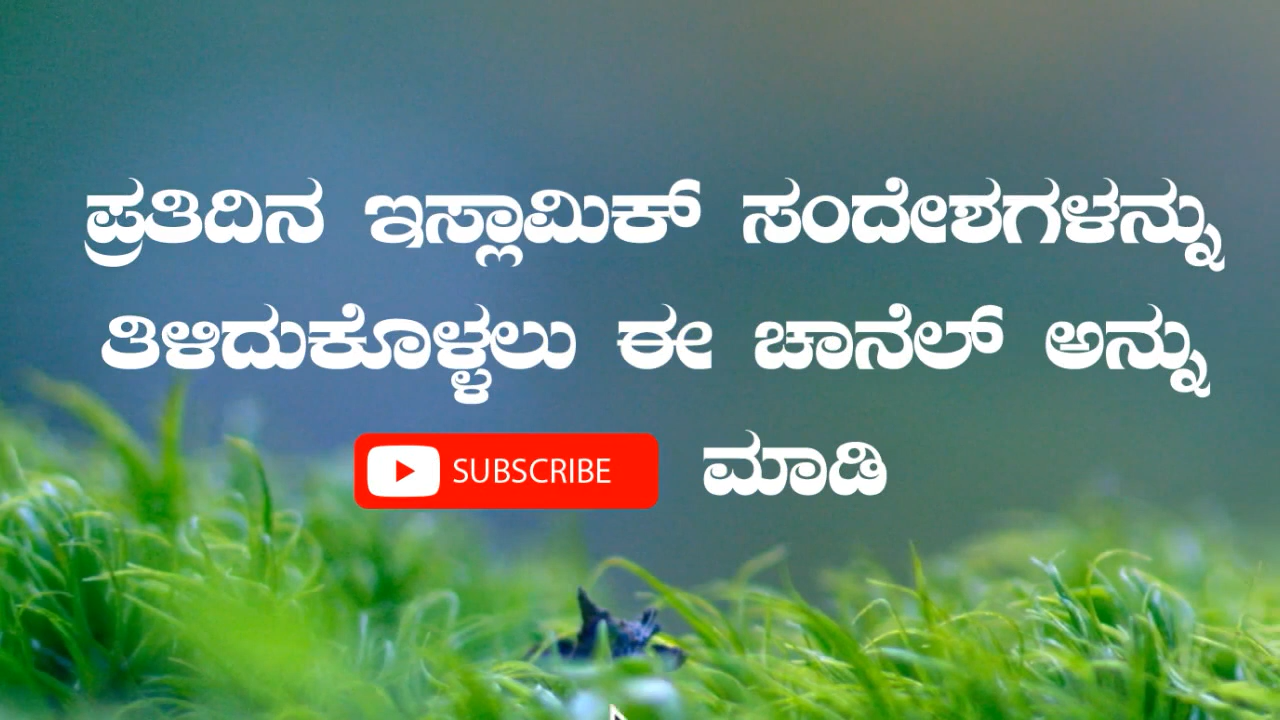 ಪ್ರತಿದಿನ ಇಸ್ಲಾಮಿಕ್ ಸಂದೇಶಗಳನ್ನು
ತಿಳಿದುಕೊಳ್ಳಲು ಈ ಚಾನೆಲ್ ಅನ್ನು
SUBSCRIBE ಮಾಡಿ